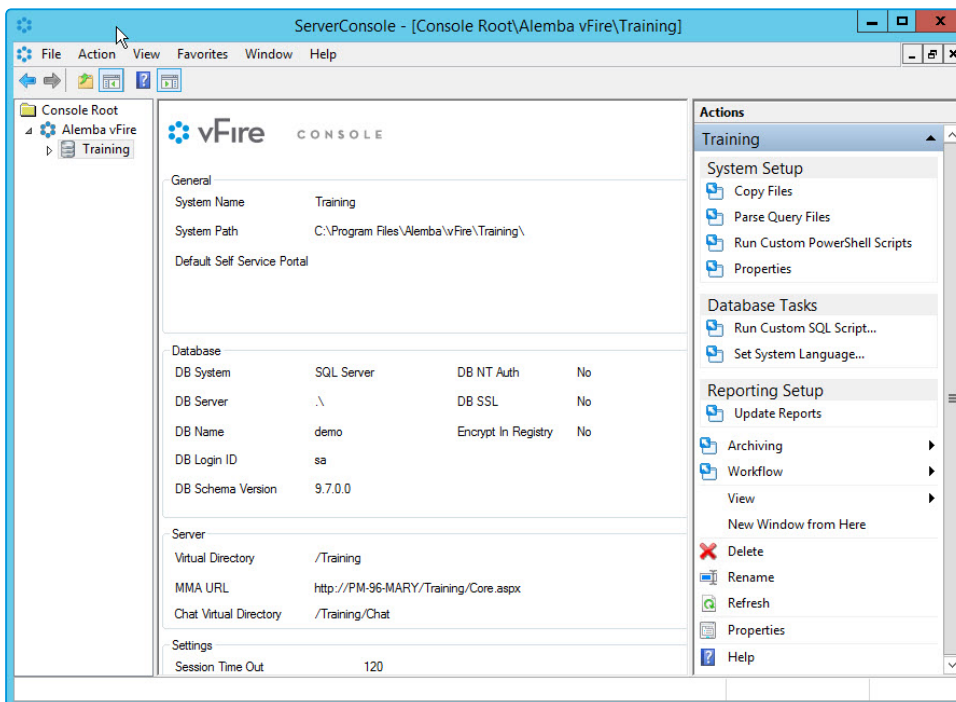 ServerConsole - [Console Root\Alemba vFire\Training]
File Action View Favorites Window Help
Console Root
Alemba vFire
Training
vFire CONSOLE
General
System Name Training
System Path C:\Program Files\Alemba\vFire\Training\
Default Self Service Portal
Database
DB System SQL Server DB NT Auth No
DB Server .\ DB SSL No
DB Name demo Encrypt In Registry No
DB Login ID sa
DB Schema Version 9.7.0.0
Server
Virtual Directory /Training
MMA URL http://PM-96-MARY/Training/Core.aspx
Chat Virtual Directory /Training/Chat
Settings
Session Time Out 120
Actions
Training
System Setup
Copy Files
Parse Query Files
Run Custom PowerShell Scripts
Properties
Database Tasks
Run Custom SQL Script...
Set System Language...
Reporting Setup
Update Reports
Archiving
Workflow
View
New Window from Here
Delete
Rename
Refresh
Properties
Help